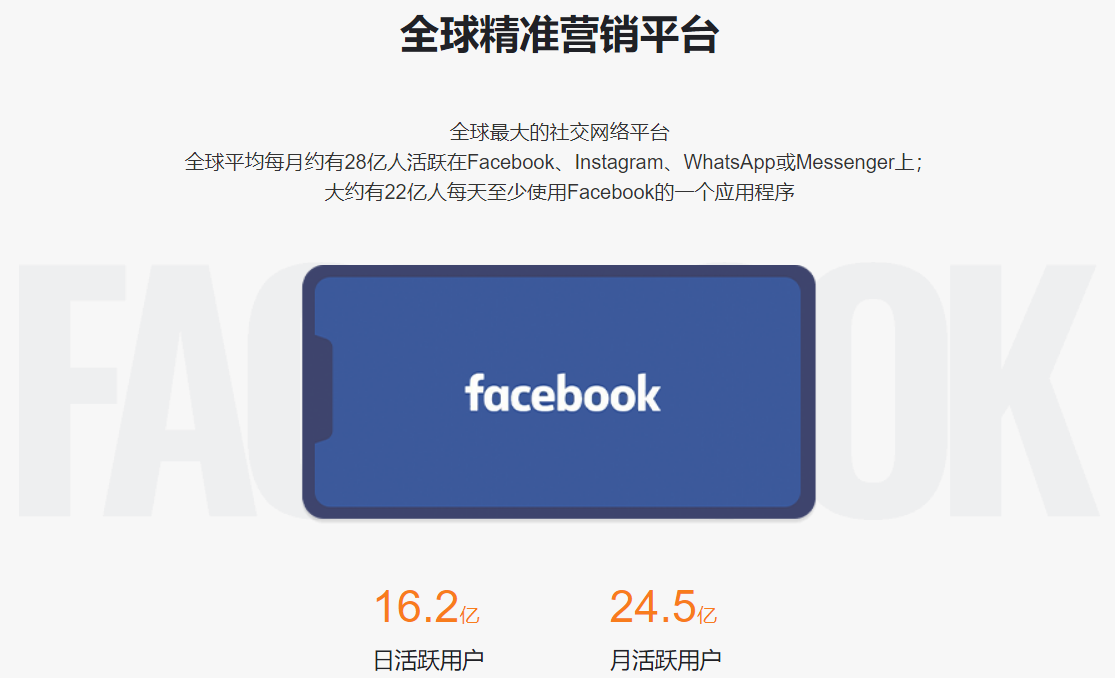 全球精准营销平台
全球最大的社交网络平台
全球平均每月约有28亿人活跃在Facebook、Instagram、WhatsApp或Messenger上；
大约有22亿人每天至少使用Facebook的一个应用程序
FACEBOOK
facebook
16.2亿 24.5亿
日活跃用户 月活跃用户